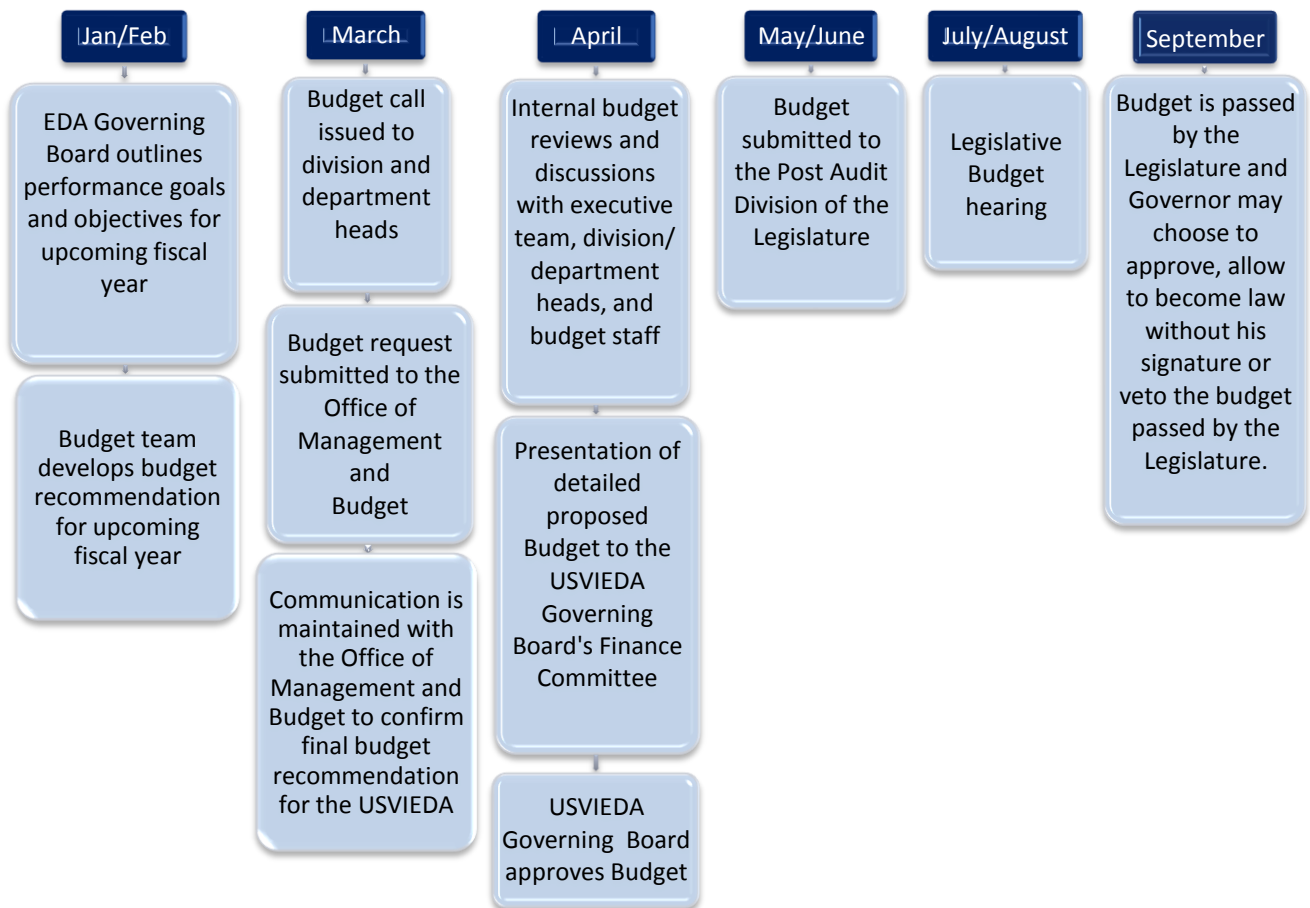 Jan/Feb
EDA Governing
Board outlines
performance goals
and objectives for
upcoming fiscal
year
Budget team
develops budget
recommendation
for upcoming
fiscal year
March
Budget call
issued to
division and
department
heads
Budget request
submitted to the
Office of
Management
and
Budget
Communication is
maintained with
the Office of
Management and
Budget to confirm
final budget
recommendation
for the USVIEDA
April
Internal budget
reviews and
discussions
with executive
team, division/
department
heads, and
budget staff
Presentation of
detailed
proposed
Budget to the
USVIEDA
Governing
Board's Finance
Committee
USVIEDA
Governing Board
approves Budget
May/June
Budget
submitted to
the Post Audit
Division of the
Legislature
July/August
Legislative
Budget
hearing
September
Budget is passed
by the
Legislature and
Governor may
choose to
approve, allow
to become law
without his
signature or
veto the budget
passed by the
Legislature.